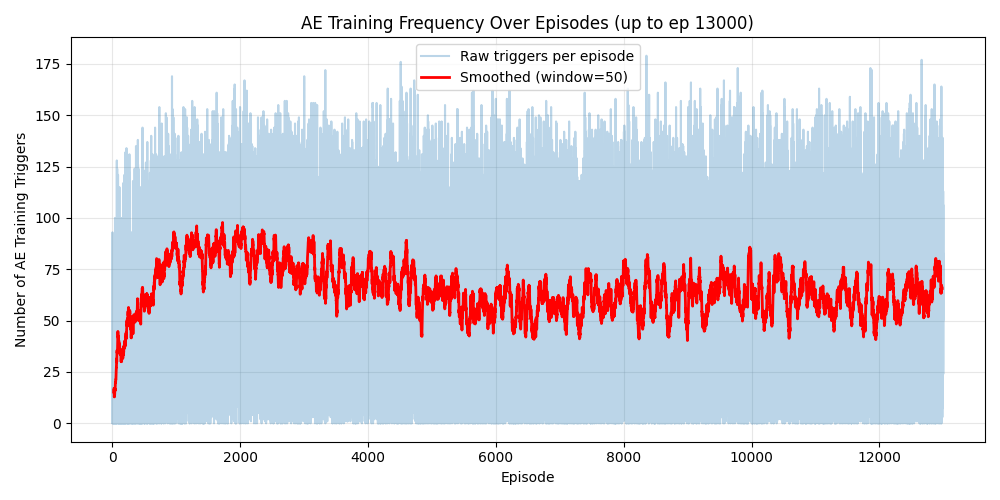 AE Training Frequency Over Episodes (up to ep 13000)
Raw triggers per episode
Smoothed (window=50)
Number of AE Training Triggers
175
150
125
100
75
50
25
0
0 2000 4000 6000 8000 10000 12000
Episode